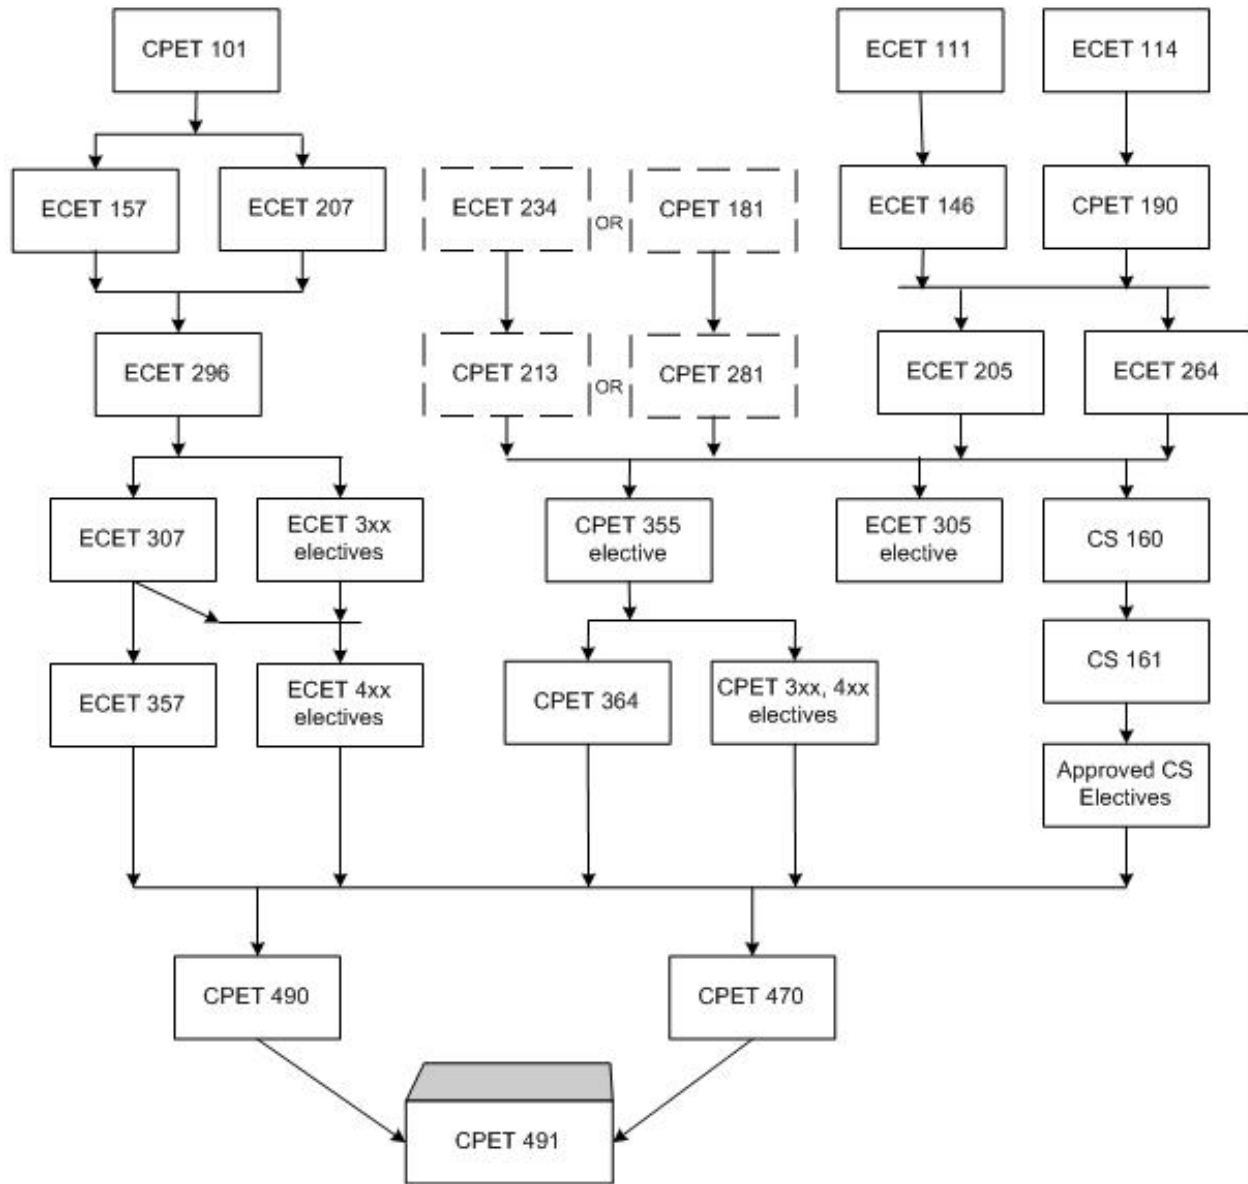 CPET 101
ECET 111
ECET 114
ECET 157
ECET 207
ECET 234
OR
CPET 181
ECET 146
CPET 190
ECET 296
CPET 213
OR
CPET 281
ECET 205
ECET 264
ECET 307
ECET 3xx
electives
CPET 355
elective
ECET 305
elective
CS 160
ECET 357
ECET 4xx
electives
CPET 364
CPET 3xx, 4xx
electives
CS 161
Approved CS
Electives
CPET 490
CPET 470
CPET 491